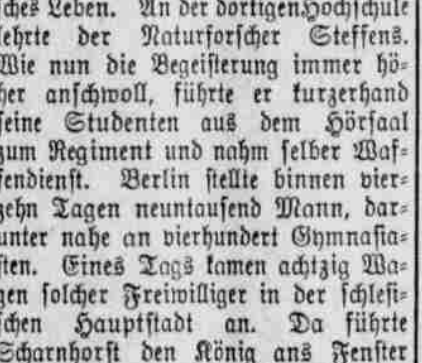 sches Leben. An der dortigen Hochschule
lehrte der Naturforscher Steffens.
Wie nun die Begeisterung immer hö-
her anschwoll, führte er kurzerhand
seine Studenten aus dem Hörsaal
zum Regiment und nahm selber Waf-
fendienst. Berlin stellte binnen vier-
zehn Tagen neuntausend Mann, dar-
unter nahe an vierhundert Gymnasia-
sten. Eines Tags kamen achtzig Wa-
gen solcher Freiwilliger in der schlesi-
schen Hauptstadt an. Da führte
Scharnhorst den König ans Fenster